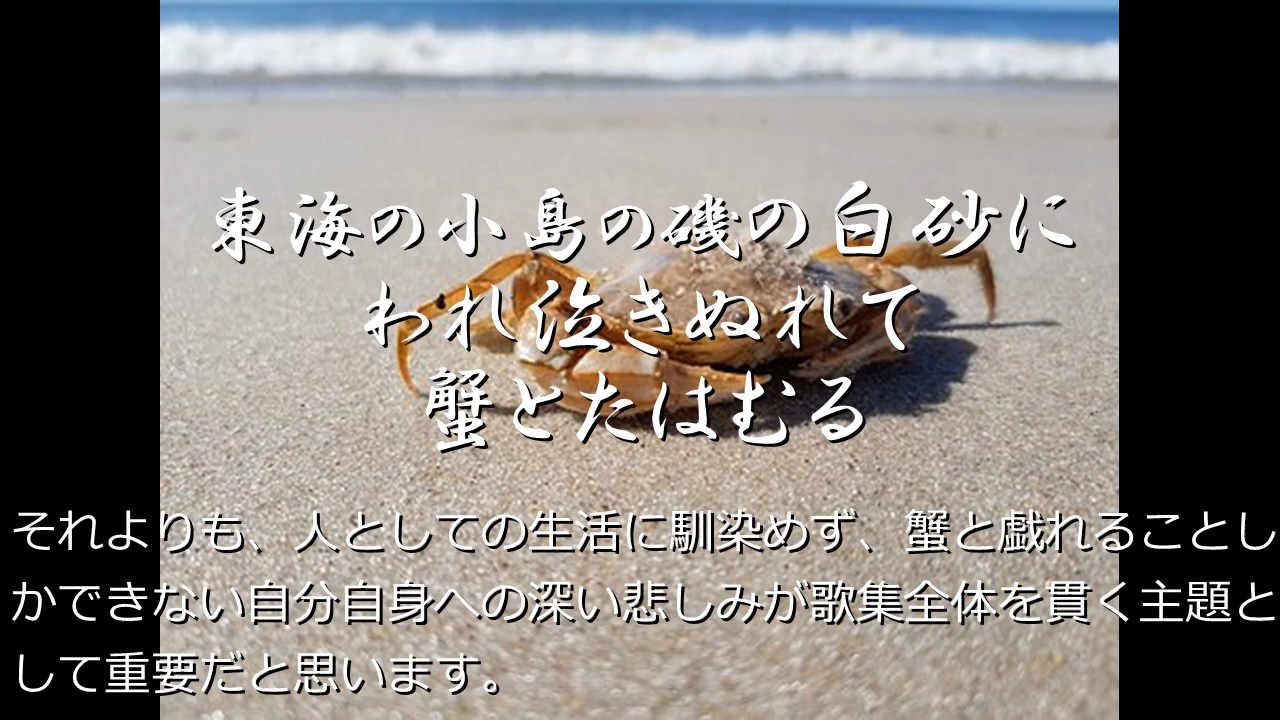 東海の小島の磯の白砂に
われ泣きぬれて
蟹とたはむる
それよりも、人としての生活に馴染めず、蟹と戯れることし
かできない自分自身への深い悲しみが歌集全体を貫く主題と
して重要だと思います。